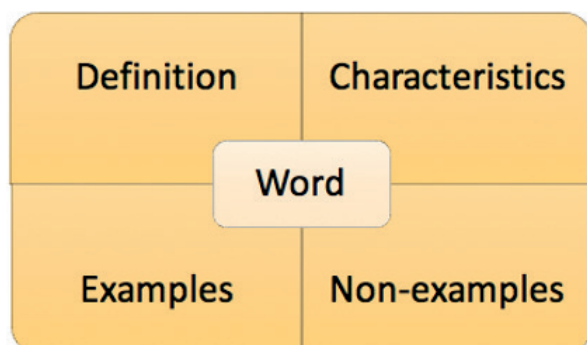 Definition
Characteristics
Word
Examples
Non-examples